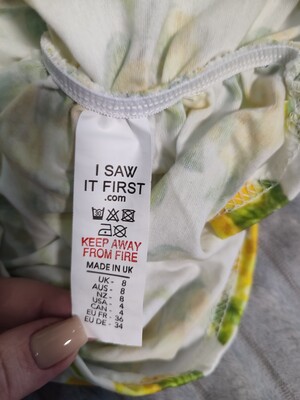 I SAW
IT FIRST
.com
KEEP AWAY
FROM FIRE
MADE IN UK
UK - 8
AUS - 8
NZ - 8
USA - 4
CAN - 4
EU FR - 36
EU DE - 34